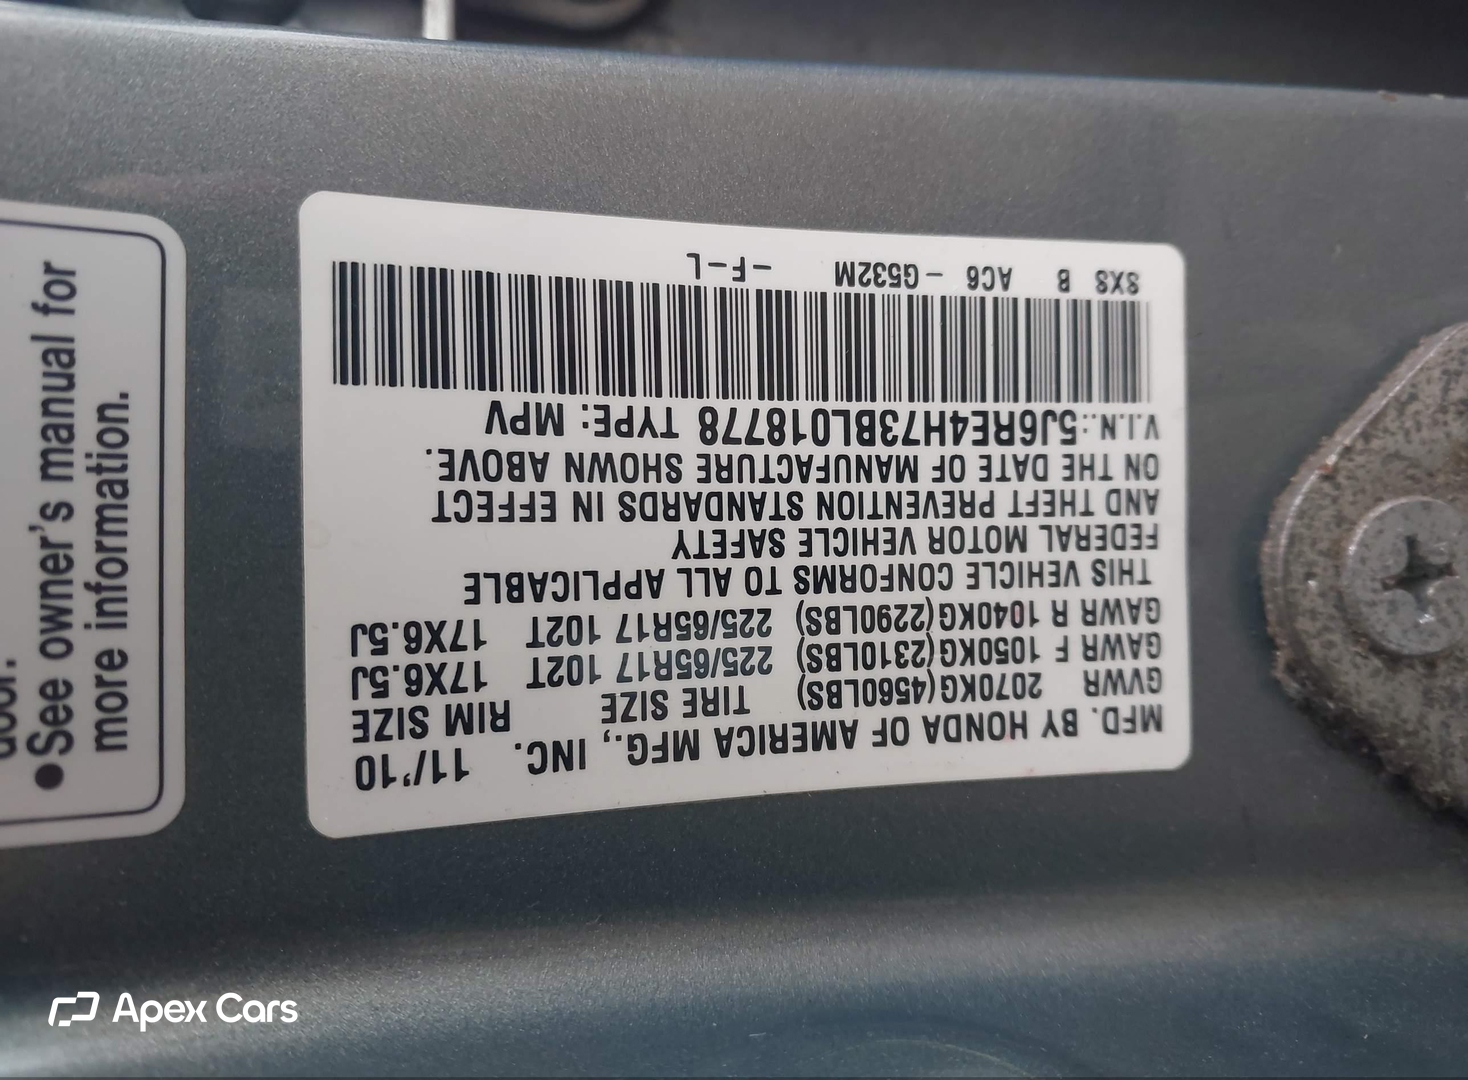 MFD. BY HONDA OF AMERICA MFG., INC. 11/'10
GVWR 2070KG(4560LBS) TIRE SIZE RIM SIZE
GAWR F 1050KG(2310LBS) 225/65R17 102T 17X6.5J
GAWR R 1040KG(2290LBS) 225/65R17 102T 17X6.5J
THIS VEHICLE CONFORMS TO ALL APPLICABLE
FEDERAL MOTOR VEHICLE SAFETY
AND THEFT PREVENTION STANDARDS IN EFFECT
ON THE DATE OF MANUFACTURE SHOWN ABOVE.
V.I.N.:5J6RE4H73BL018778 TYPE: MPV
SXS B AC6 - G532M -F-L
door.
•See owner's manual for
more information.
Apex Cars